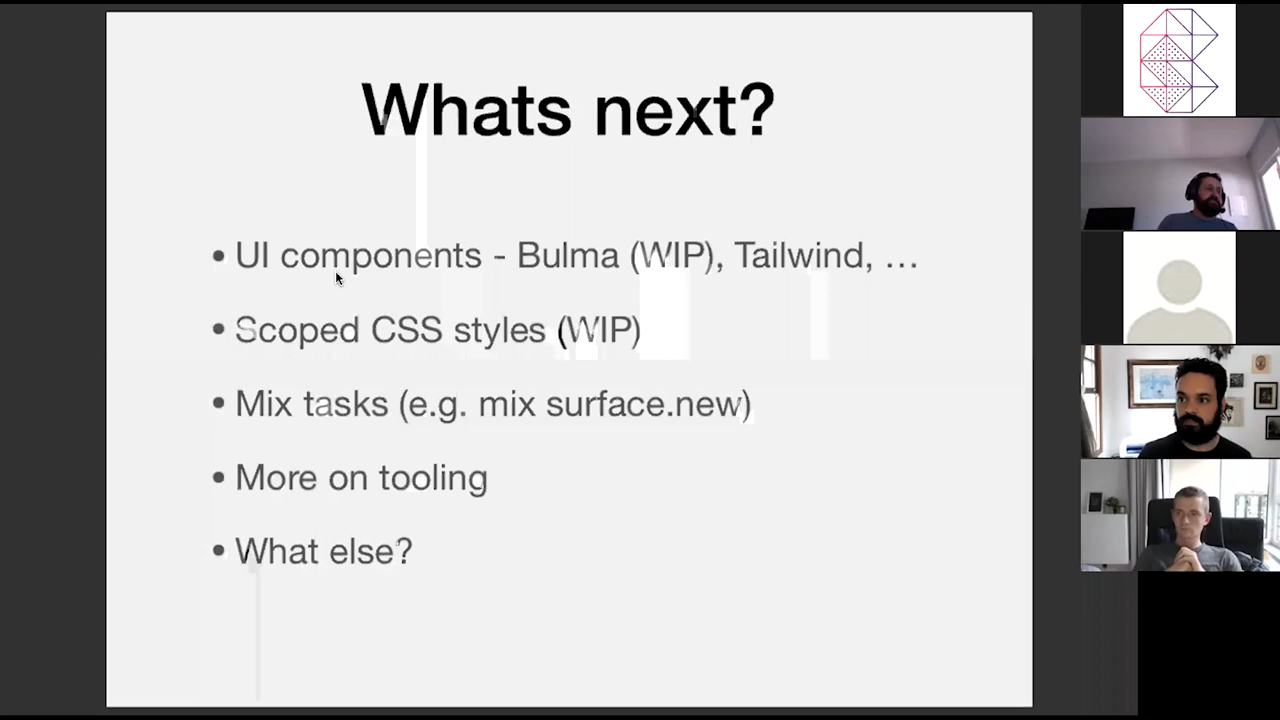 Whats next?
• UI components - Bulma (WIP), Tailwind, …
• Scoped CSS styles (WIP)
• Mix tasks (e.g. mix surface.new)
• More on tooling
• What else?